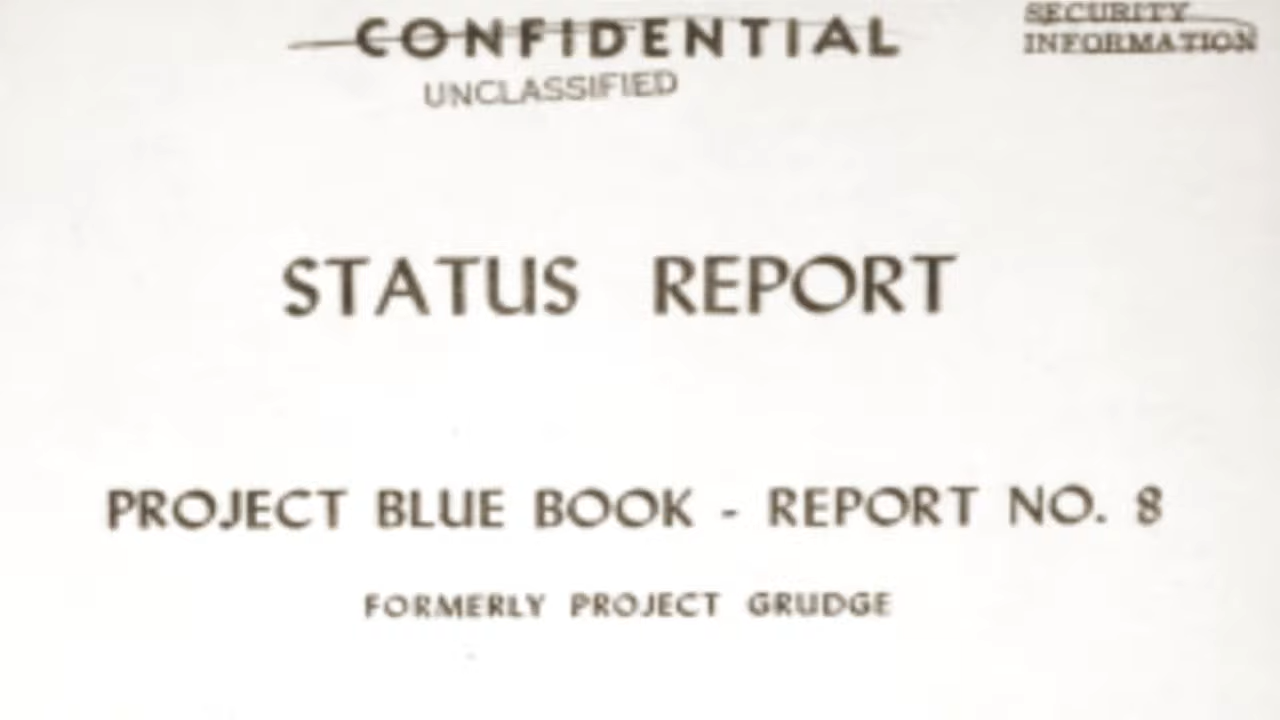 CONFIDENTIAL
SECURITY
INFORMATION
UNCLASSIFIED
STATUS REPORT
PROJECT BLUE BOOK - REPORT NO. 8
FORMERLY PROJECT GRUDGE